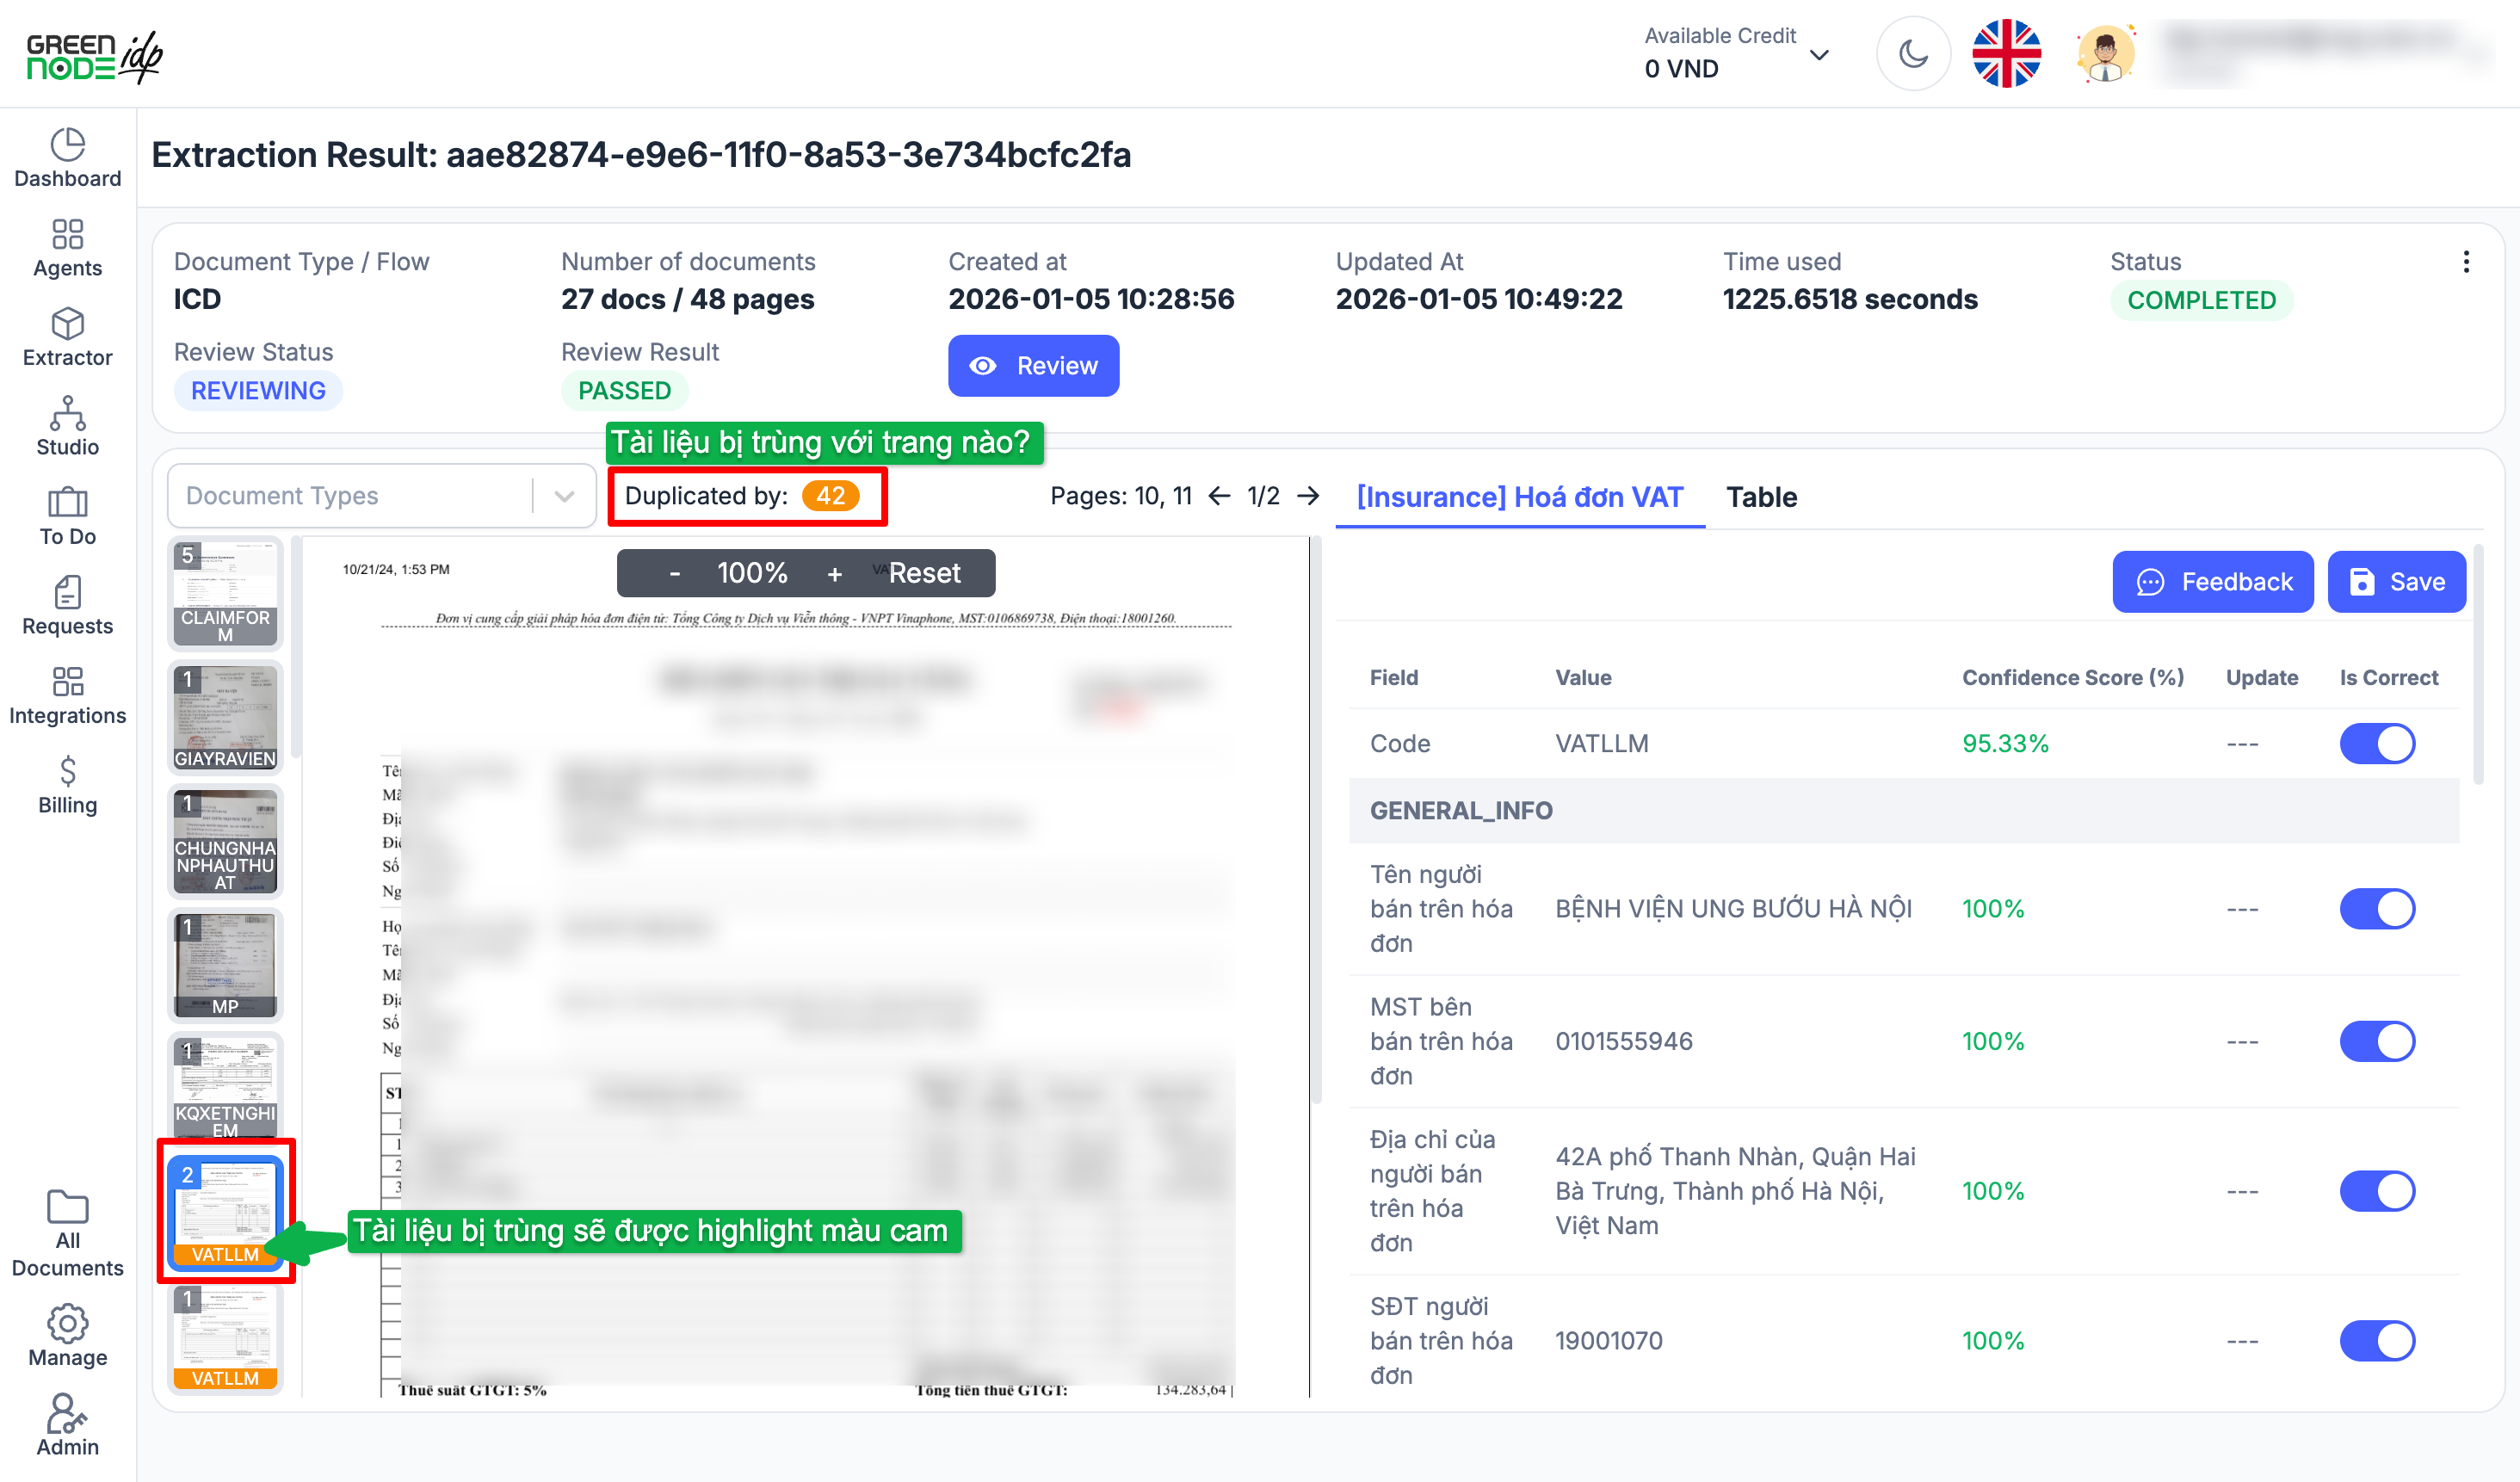 GREEN NODE idp
Available Credit
0 VND
Dashboard
Agents
Extractor
Studio
To Do
Requests
Integrations
Billing
All
Documents
Manage
Admin
Extraction Result: aae82874-e9e6-11f0-8a53-3e734bcfc2fa
Document Type / Flow
ICD
Number of documents
27 docs / 48 pages
Created at
2026-01-05 10:28:56
Updated At
2026-01-05 10:49:22
Time used
1225.6518 seconds
Status
COMPLETED
Review Status
REVIEWING
Review Result
PASSED
Review
Tài liệu bị trùng với trang nào?
Document Types
Duplicated by: 42
Pages: 10, 11 ← 1/2 →
5
CLAIMFOR
M
1
GIAYRAVIEN
1
CHUNGNHA
NPHAUTHU
AT
1
MP
1
KQXETNGHI
EM
2
VATLLM
1
VATLLM
Tài liệu bị trùng sẽ được highlight màu cam
10/21/24, 1:53 PM
- 100% + Reset
Đơn vị cung cấp giải pháp hóa đơn điện tử: Tổng Công ty Dịch vụ Viễn thông - VNPT Vinaphone, MST:0106869738, Điện thoại:18001260.
Số
Số
1
2
3
Thuế suất GTGT: 5%
Tổng tiền thuế GTGT: 134.283,64
[Insurance] Hoá đơn VAT
Table
Feedback
Save
Field Value Confidence Score (%) Update Is Correct
Code VATLLM 95.33% ---
GENERAL_INFO
Tên người
bán trên hóa
đơn
BỆNH VIỆN UNG BƯỚU HÀ NỘI
100% ---
MST bên
bán trên hóa
đơn
0101555946
100% ---
Địa chỉ của
người bán
trên hóa
đơn
42A phố Thanh Nhàn, Quận Hai
Bà Trưng, Thành phố Hà Nội,
Việt Nam
100% ---
SĐT người
bán trên hóa
đơn
19001070
100% ---